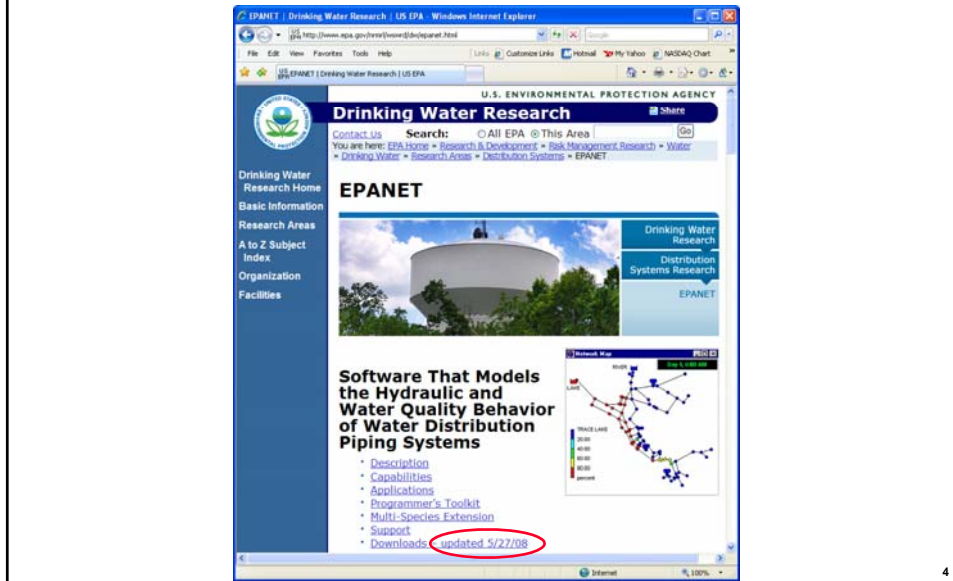 EPANET | Drinking Water Research | US EPA - Windows Internet Explorer
http://www.epa.gov/nrmrl/wswrd/dw/epanet.html
Google
File Edit View Favorites Tools Help
Links Customize Links Hotmail My Yahoo NASDAQ Chart
EPANET | Drinking Water Research | US EPA
U.S. ENVIRONMENTAL PROTECTION AGENCY
Drinking Water Research
Share
Contact Us Search: All EPA This Area Go
You are here: EPA Home » Research & Development » Risk Management Research » Water
» Drinking Water » Research Areas » Distribution Systems » EPANET
Drinking Water
Research Home
Basic Information
Research Areas
A to Z Subject
Index
Organization
Facilities
EPANET
Drinking Water
Research
Distribution
Systems Research
EPANET
Software That Models
the Hydraulic and
Water Quality Behavior
of Water Distribution
Piping Systems
Network Map
RIVER
LAKE
TRACE LAKE
20.00
40.00
60.00
80.00
percent
· Description
· Capabilities
· Applications
· Programmer's Toolkit
· Multi-Species Extension
· Support
· Downloads - updated 5/27/08
Internet
100%
4